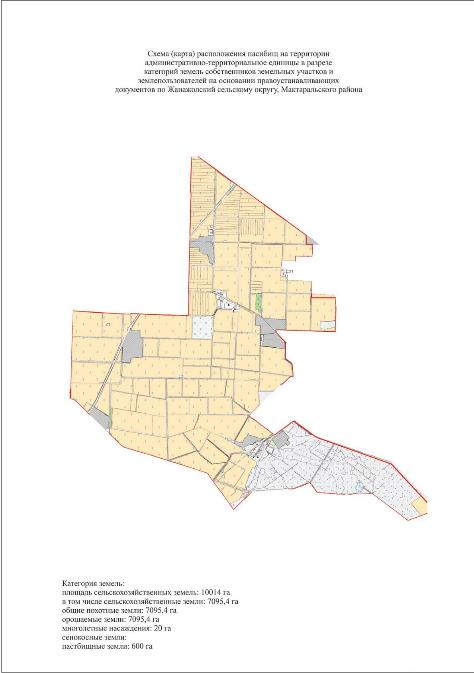 Схема (карта) расположения пасибищ на территории
административно-территориальное единицы в разрезе
категорий земель собственников земельных участков и
землепользователей на основании правоустанавливающих
документов по Жанажолский сельскому округу, Мактаральского района
Категория земель:
площадь сельскохозяйственных земель: 10014 га
в том числе сельскохозяйственные земли: 7095,4 га
общие похотные земли: 7095,4 га
орошаемые земли: 7095,4 га
многолетные насаждения: 20 га
сенокосные земли:
пастбищные земли: 600 га